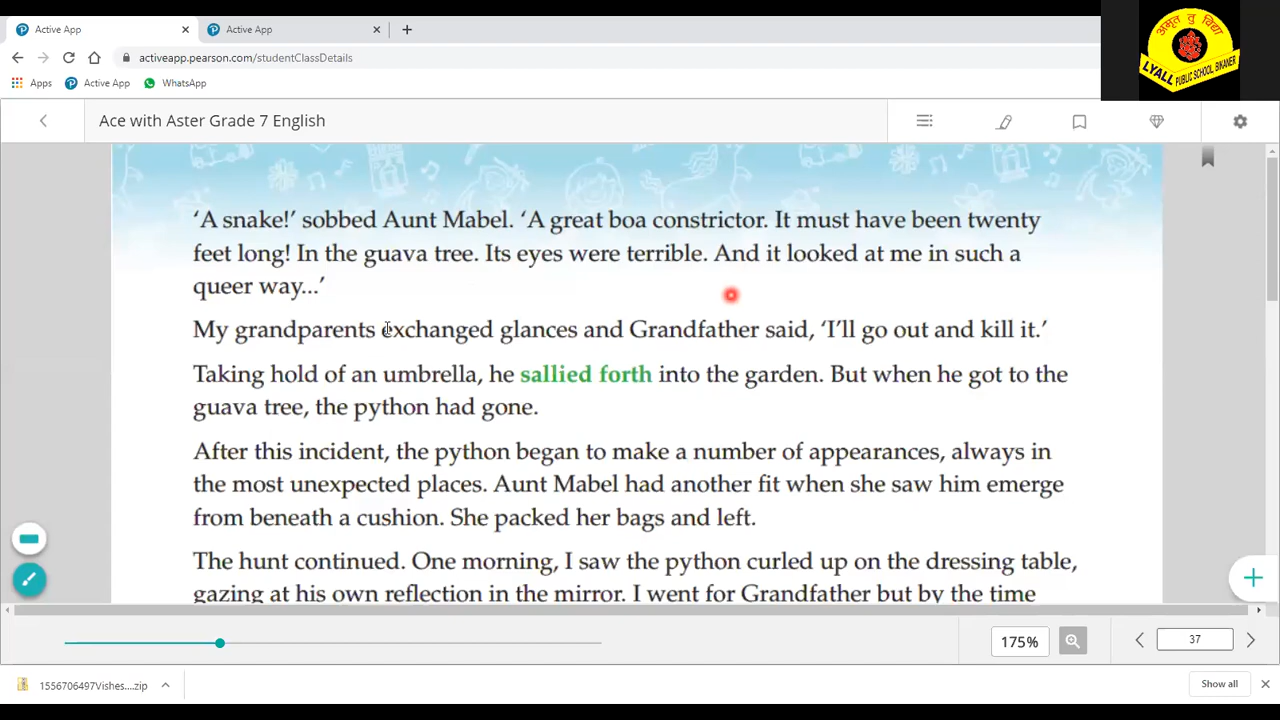 Active App
Active App
activeapp.pearson.com/studentClassDetails
Apps
Active App
WhatsApp
अमृतं तु विद्या
LYALL PUBLIC SCHOOL BIKANER
Ace with Aster Grade 7 English
‘A snake!’ sobbed Aunt Mabel. ‘A great boa constrictor. It must have been twenty
feet long! In the guava tree. Its eyes were terrible. And it looked at me in such a
queer way...’
My grandparents exchanged glances and Grandfather said, ‘I’ll go out and kill it.’
Taking hold of an umbrella, he sallied forth into the garden. But when he got to the
guava tree, the python had gone.
After this incident, the python began to make a number of appearances, always in
the most unexpected places. Aunt Mabel had another fit when she saw him emerge
from beneath a cushion. She packed her bags and left.
The hunt continued. One morning, I saw the python curled up on the dressing table,
gazing at his own reflection in the mirror. I went for Grandfather but by the time
175%
37
1556706497Vishes....zip
Show all